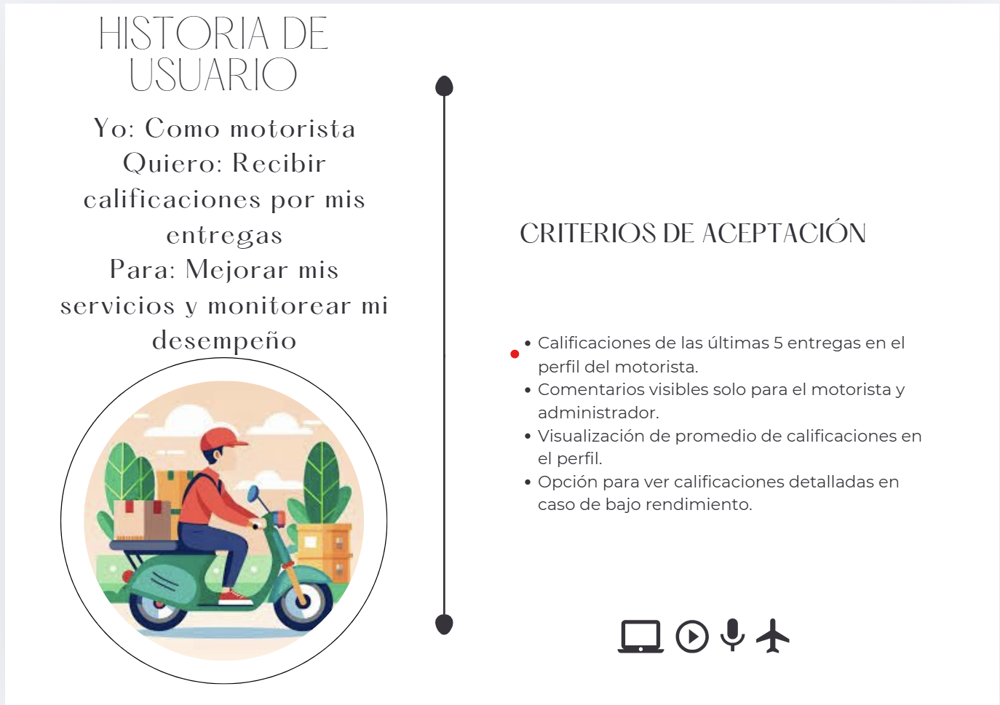 HISTORIA DE
USUARIO
Yo: Como motorista
Quiero: Recibir
calificaciones por mis
entregas
Para: Mejorar mis
servicios y monitorear mi
desempeño
CRITERIOS DE ACEPTACIÓN
• Calificaciones de las últimas 5 entregas en el
perfil del motorista.
• Comentarios visibles solo para el motorista y
administrador.
• Visualización de promedio de calificaciones en
el perfil.
• Opción para ver calificaciones detalladas en
caso de bajo rendimiento.